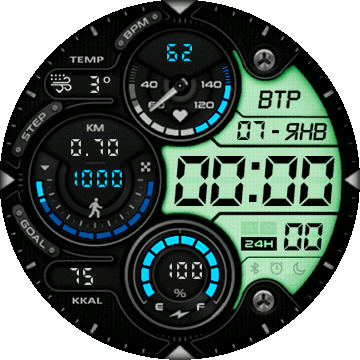 BPM
62
TEMP
3°
40
140
60
120
BTP
07-ЯНВ
STEP
KM
0.70
1000
00:00
24H
00
GOAL
75
KKAL
100
%
E
F